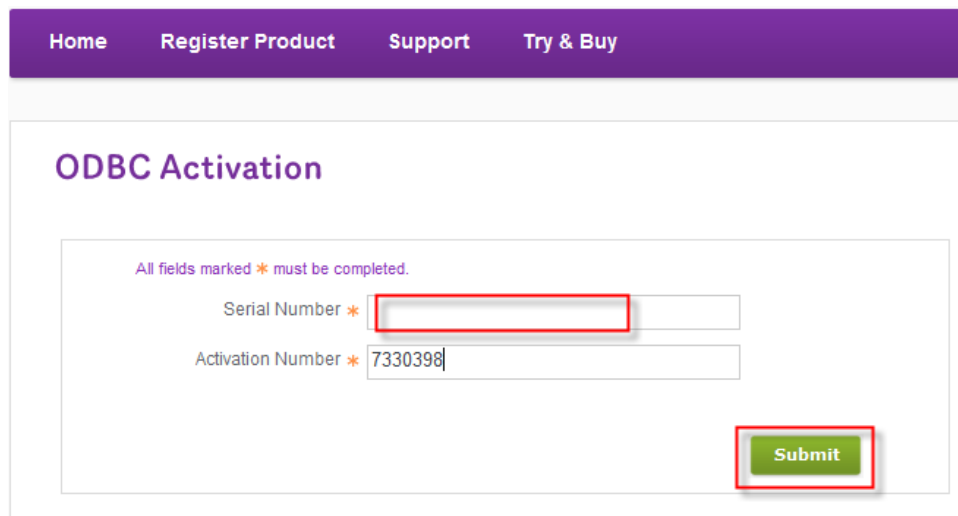 Home Register Product Support Try & Buy
ODBC Activation
All fields marked * must be completed.
Serial Number *
Activation Number * 7330398
Submit